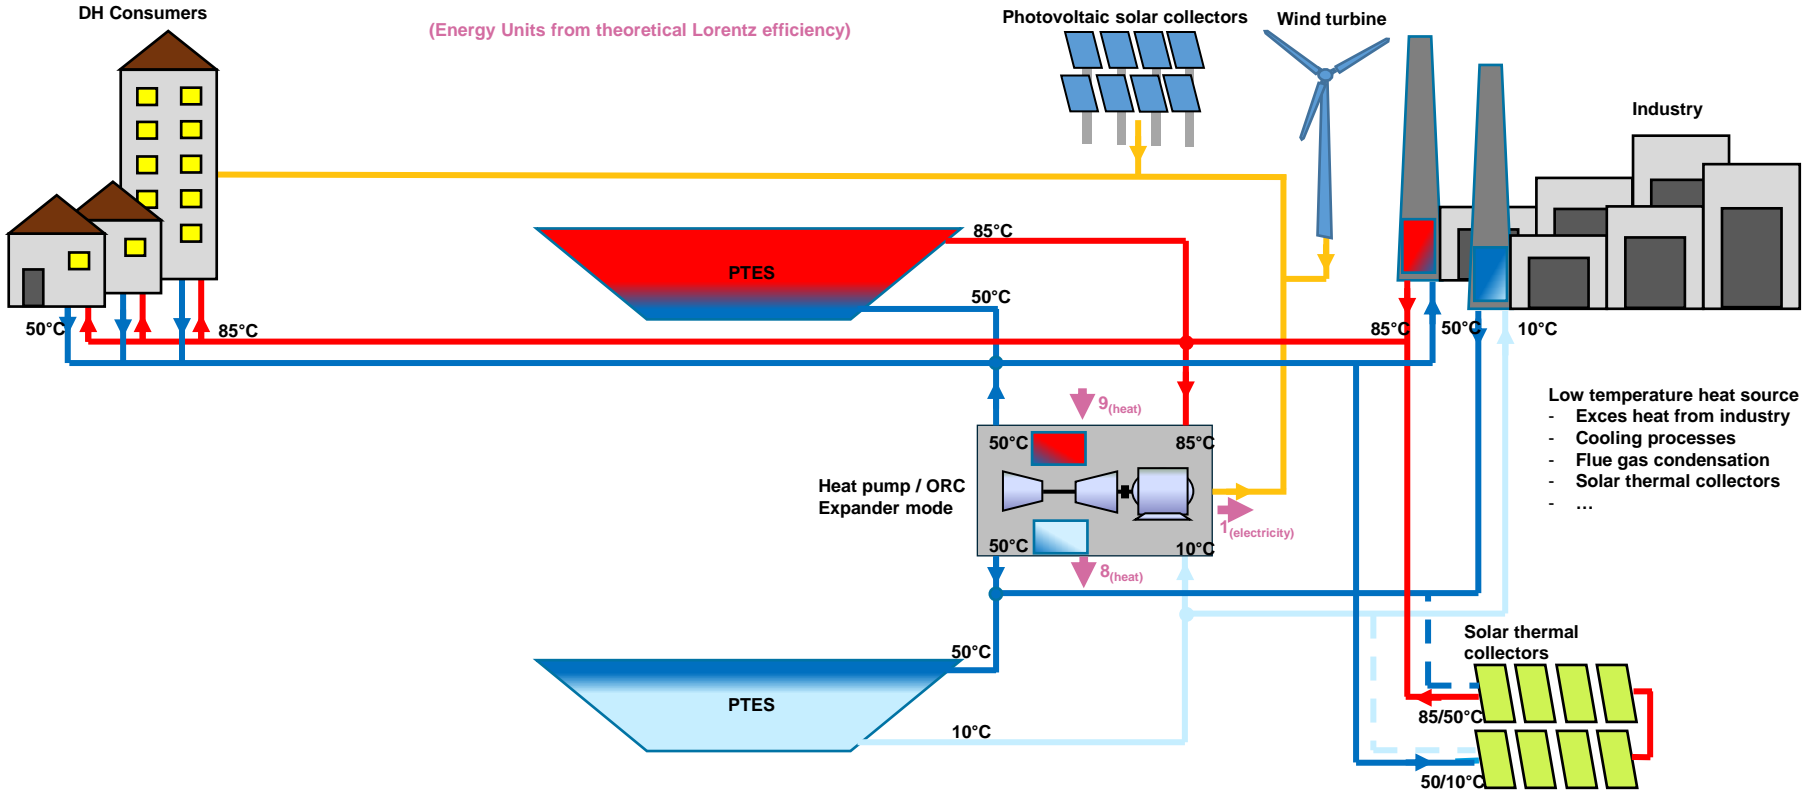 DH Consumers
(Energy Units from theoretical Lorentz efficiency)
Photovoltaic solar collectors
Wind turbine
Industry
85°C
PTES
50°C
50°C
85°C
85°C
50°C
10°C
9(heat)
50°C
85°C
Heat pump / ORC
Expander mode
1(electricity)
50°C
10°C
8(heat)
Low temperature heat source
- Exces heat from industry
- Cooling processes
- Flue gas condensation
- Solar thermal collectors
- ...
50°C
PTES
10°C
Solar thermal
collectors
85/50°C
50/10°C